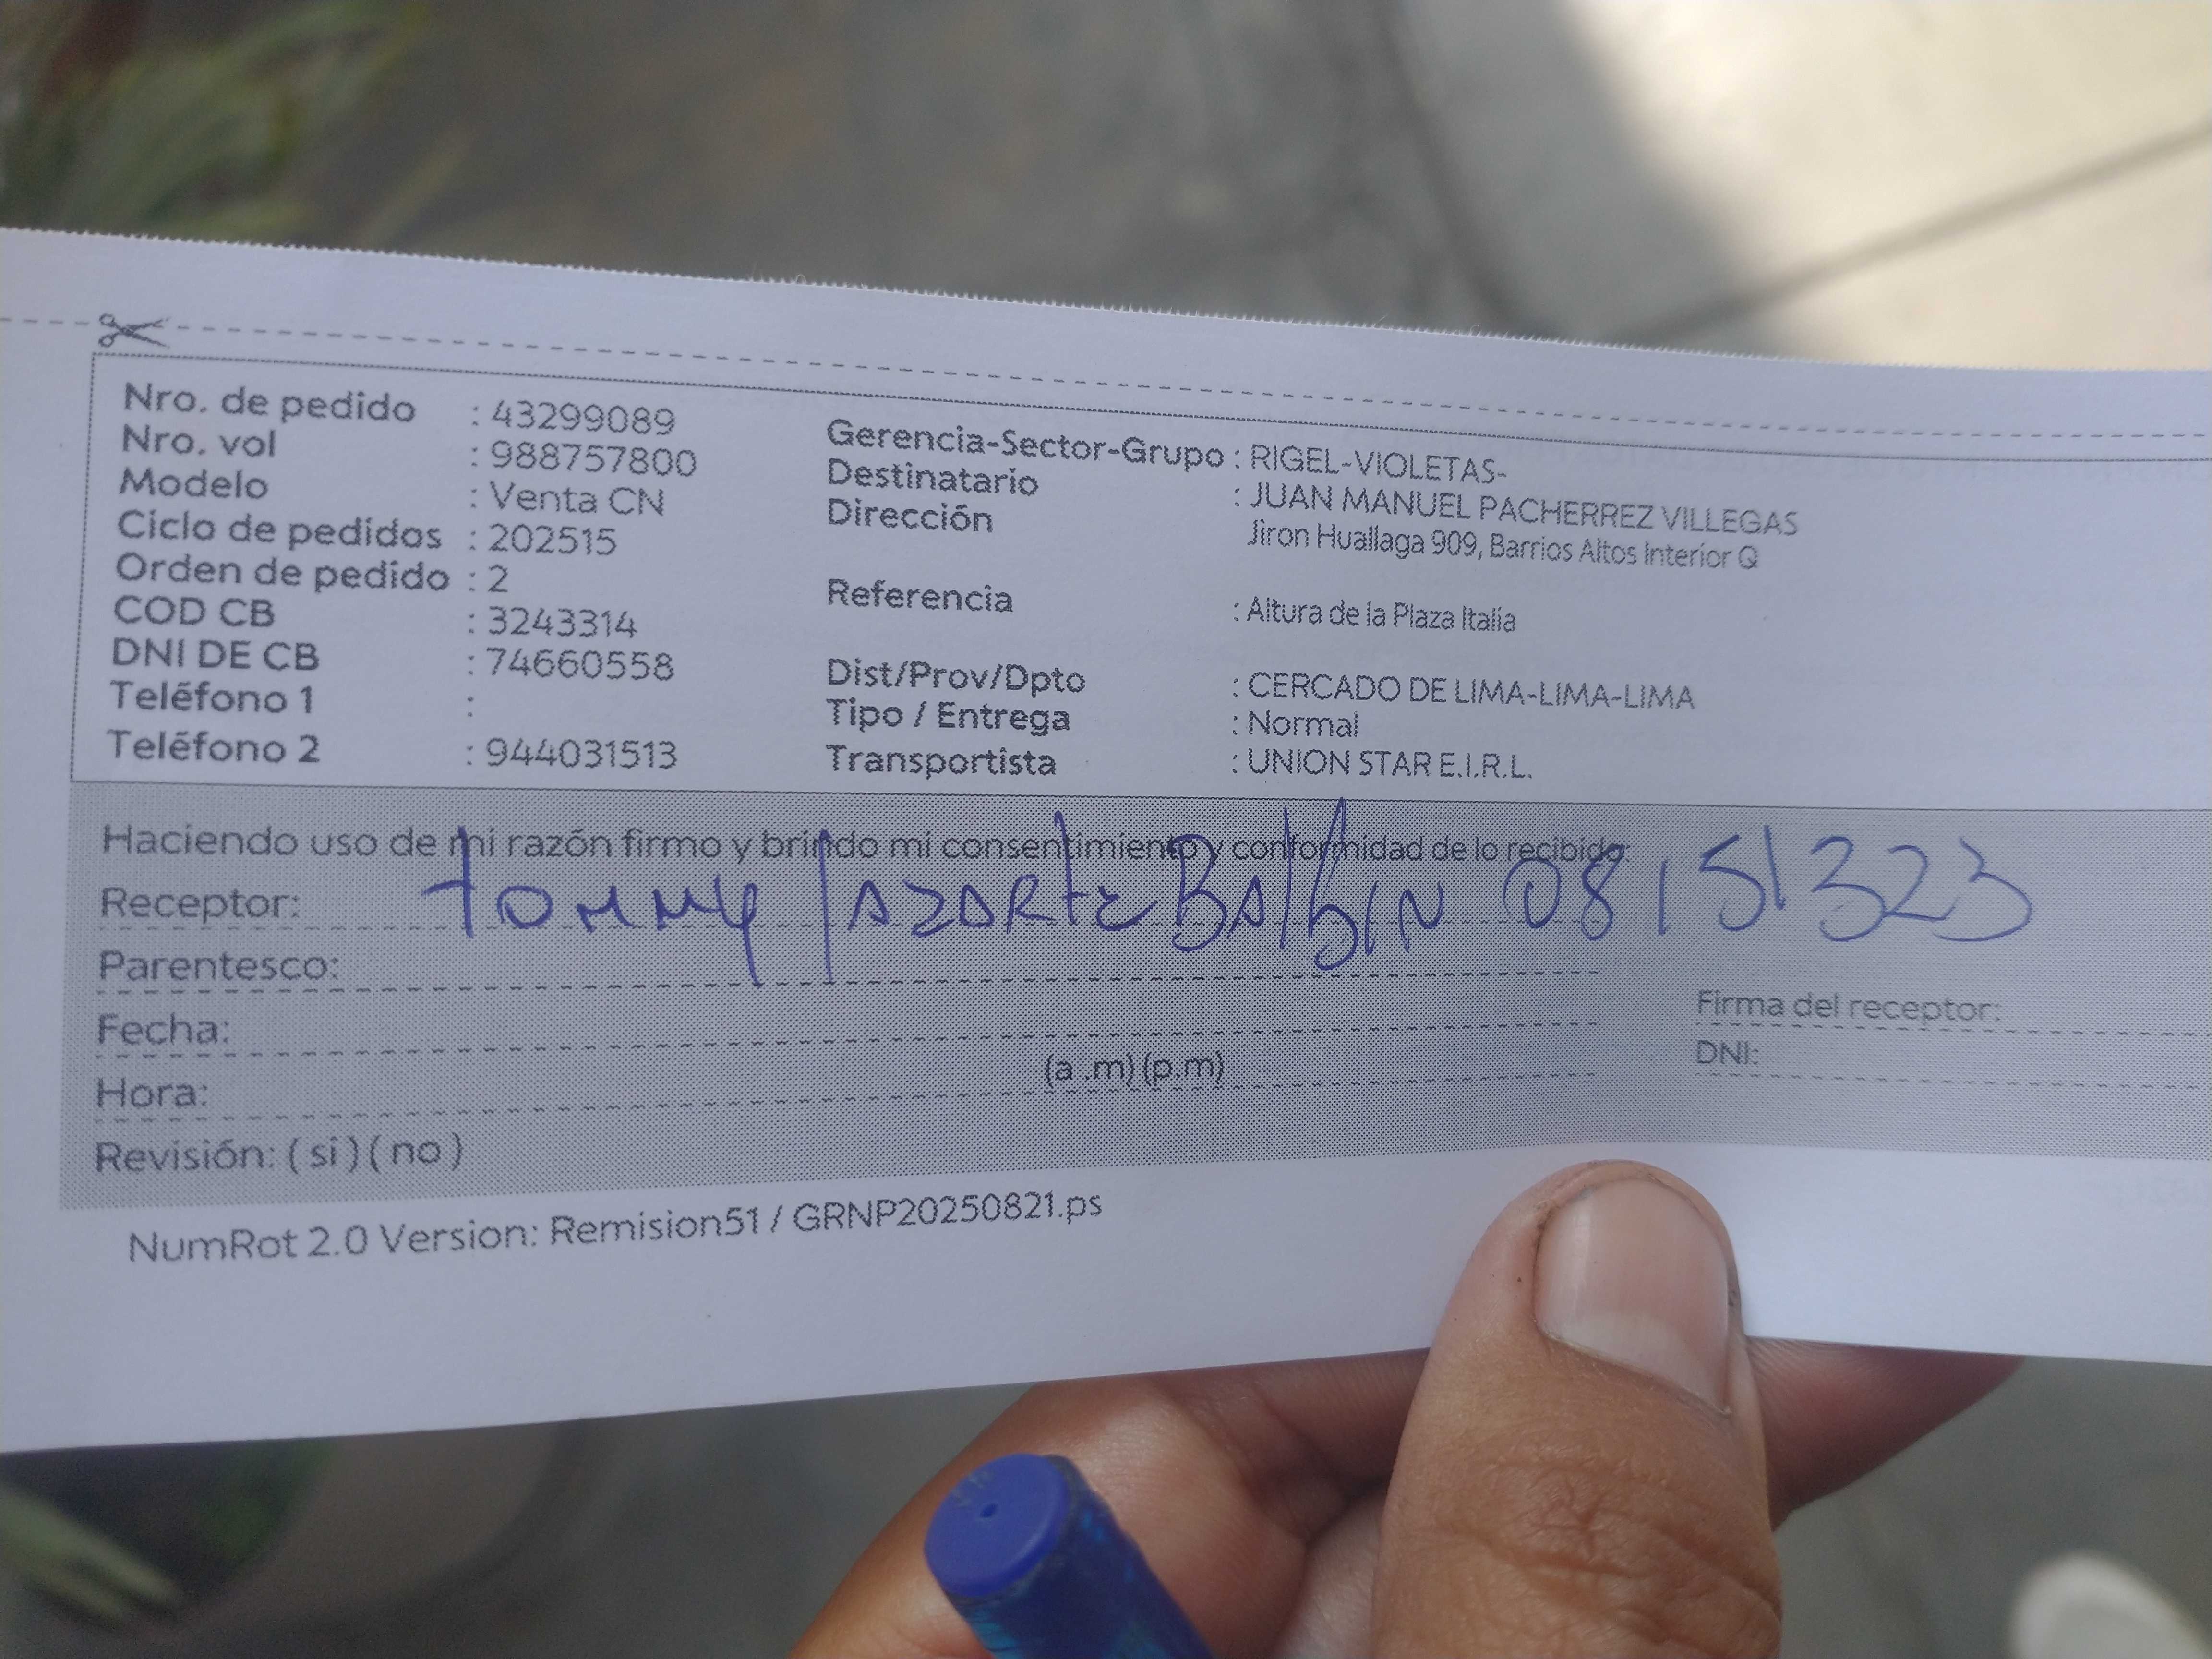 Nro. de pedido : 43299089
Nro. vol : 988757800
Modelo : Venta CN
Ciclo de pedidos : 202515
Orden de pedido : 2
COD CB : 3243314
DNI DE CB : 74660558
Teléfono 1 :
Teléfono 2 : 944031513
Gerencia-Sector-Grupo : RIGEL-VIOLETAS-
Destinatario : JUAN MANUEL PACHERREZ VILLEGAS
Dirección Jiron Huallaga 909, Barrios Altos Interior Q
Referencia : Altura de la Plaza Italia
Dist/Prov/Dpto : CERCADO DE LIMA-LIMA-LIMA
Tipo / Entrega : Normal
Transportista : UNION STAR E.I.R.L.
Haciendo uso de mi razón firmo y brindo mi consentimiento y conformidad de lo recibido:
Receptor: Tommy lazarte Balbin 08151323
Parentesco:
Fecha:
Hora: (a .m) (p.m)
Revisión: ( si ) ( no )
Firma del receptor:
DNI:
NumRot 2.0 Version: Remision51 / GRNP20250821.ps